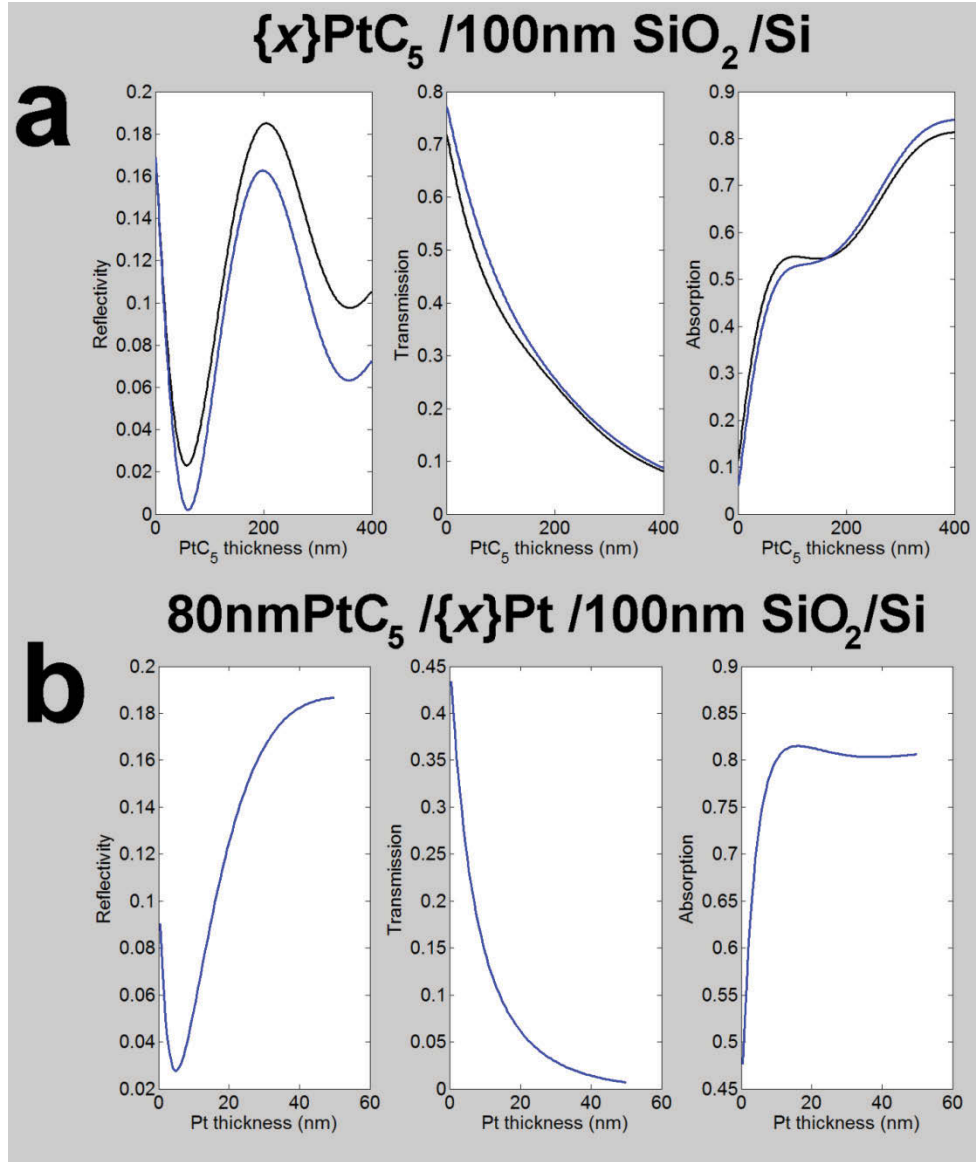 {x}PtC5 /100nm SiO2 /Si
a
Reflectivity
0.2
0.18
0.16
0.14
0.12
0.1
0.08
0.06
0.04
0.02
0
0 200 400
PtC5 thickness (nm)
Transmission
0.8
0.7
0.6
0.5
0.4
0.3
0.2
0.1
0
0 200 400
PtC5 thickness (nm)
Absorption
0.9
0.8
0.7
0.6
0.5
0.4
0.3
0.2
0.1
0
0 200 400
PtC5 thickness (nm)
80nmPtC5 /{x}Pt /100nm SiO2/Si
b
Reflectivity
0.2
0.18
0.16
0.14
0.12
0.1
0.08
0.06
0.04
0.02
0 20 40 60
Pt thickness (nm)
Transmission
0.45
0.4
0.35
0.3
0.25
0.2
0.15
0.1
0.05
0
0 20 40 60
Pt thickness (nm)
Absorption
0.9
0.85
0.8
0.75
0.7
0.65
0.6
0.55
0.5
0.45
0 20 40 60
Pt thickness (nm)